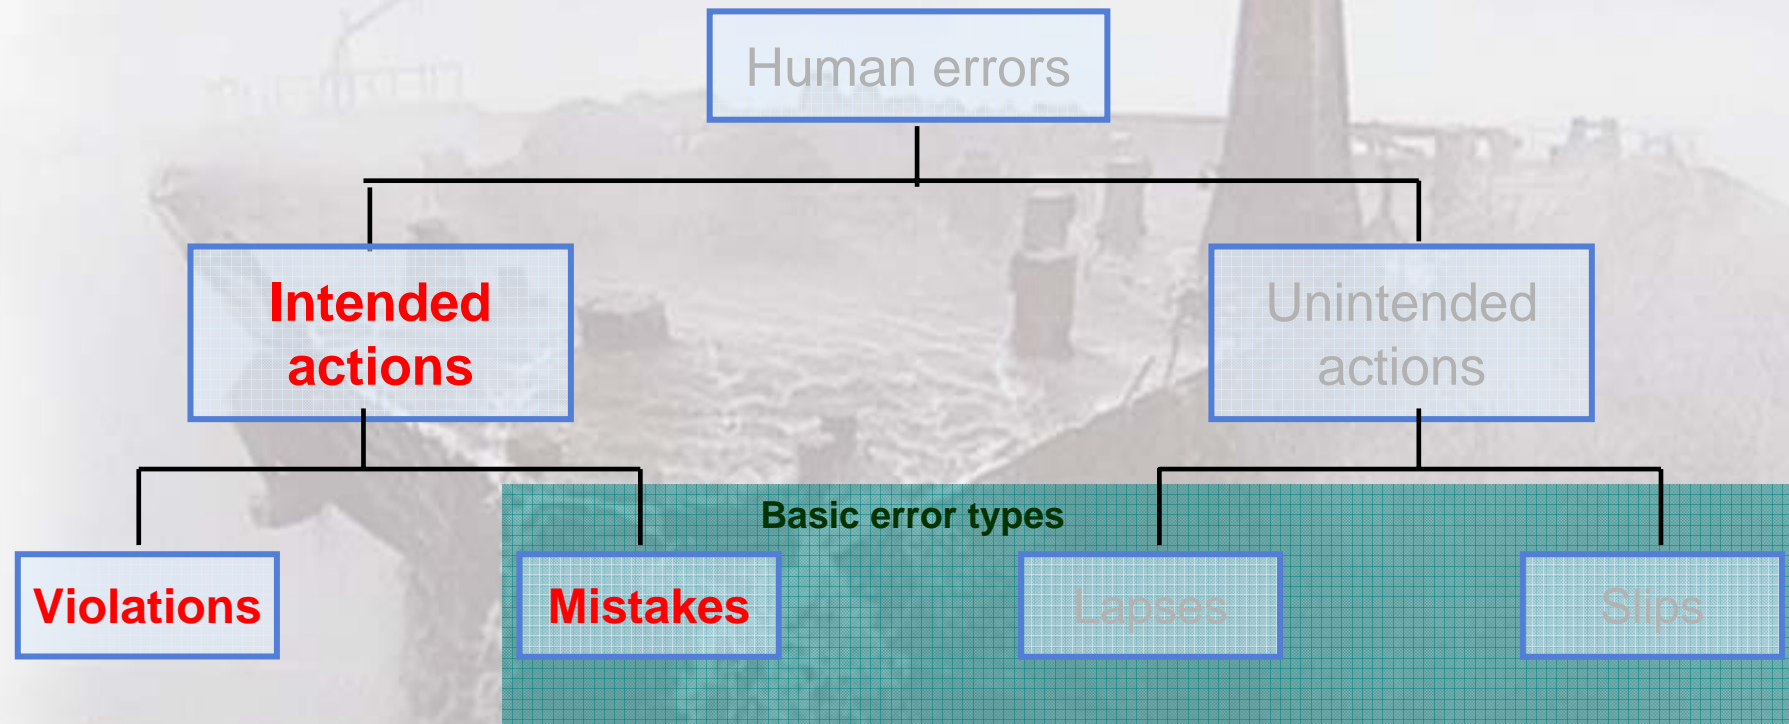 Human errors
Intended
actions
Unintended
actions
Basic error types
Violations
Mistakes
Lapses
Slips